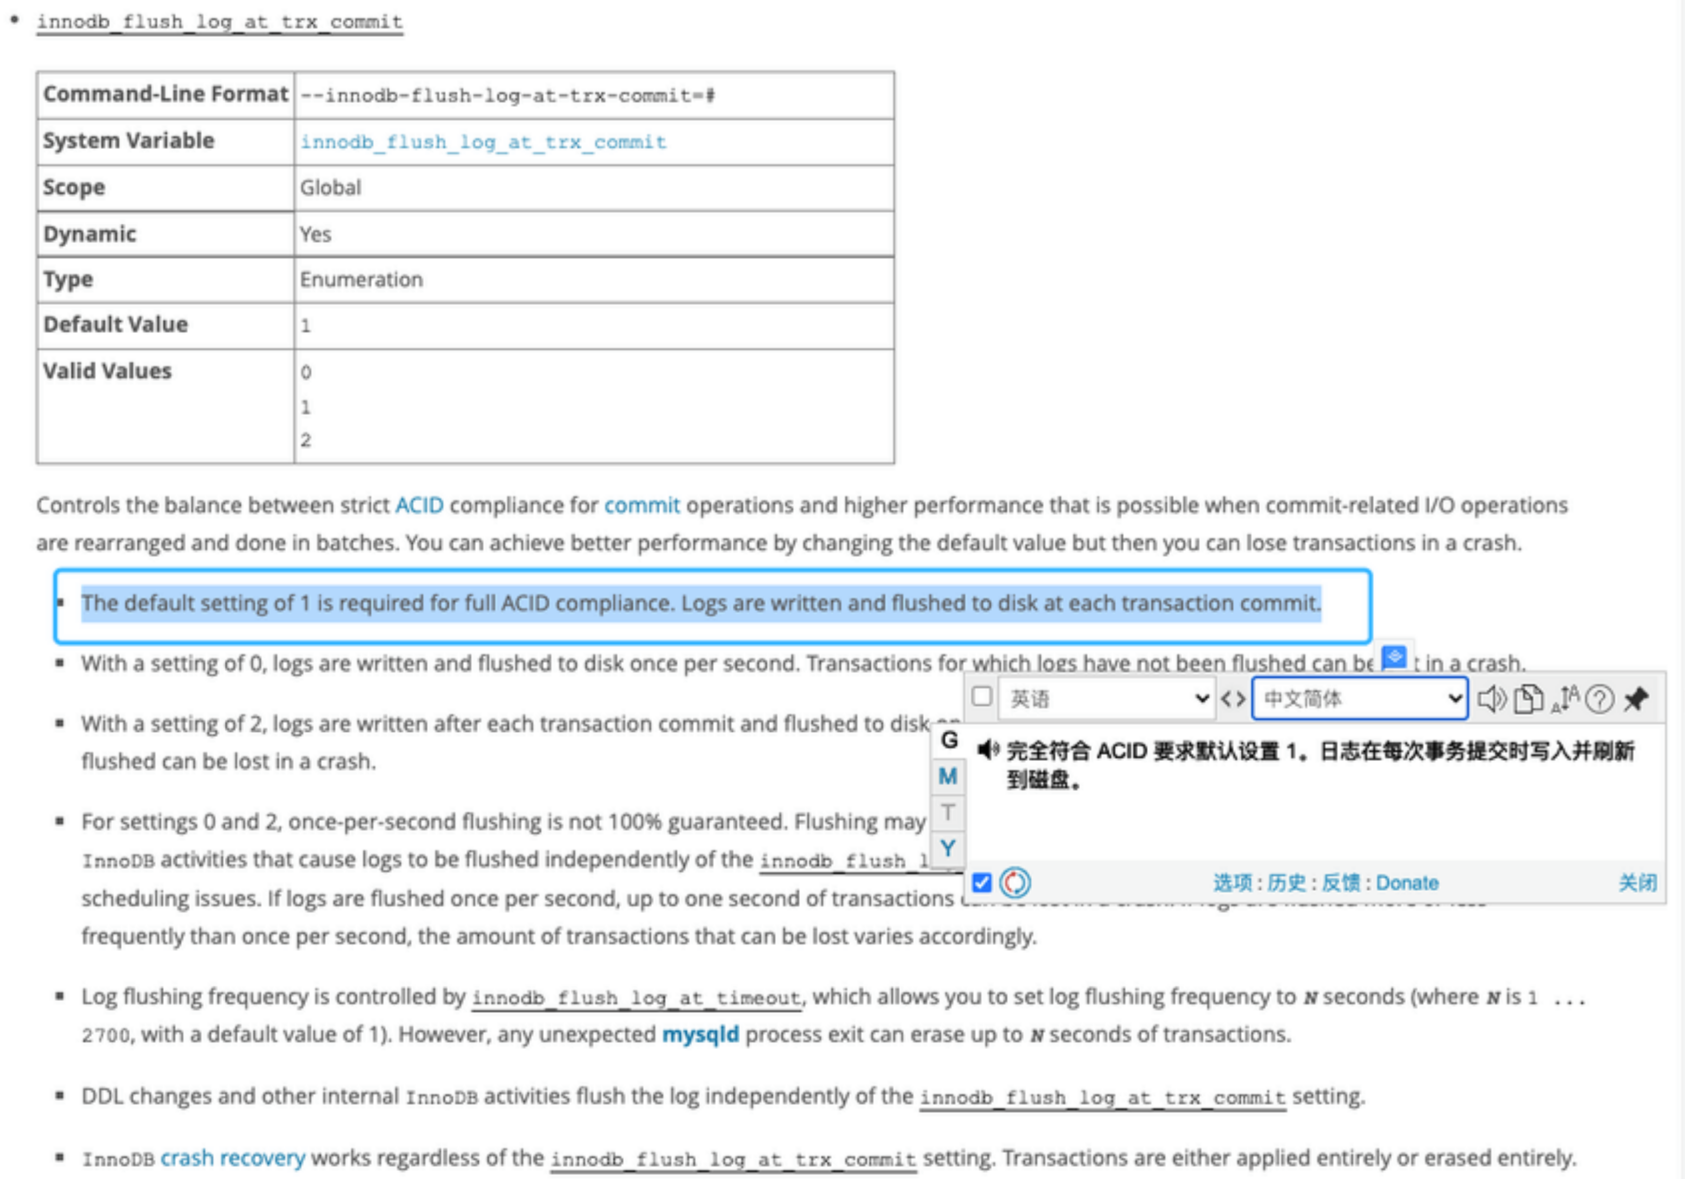 innodb_flush_log_at_trx_commit
Command-Line Format --innodb-flush-log-at-trx-commit=#
System Variable innodb_flush_log_at_trx_commit
Scope Global
Dynamic Yes
Type Enumeration
Default Value 1
Valid Values 0
1
2
Controls the balance between strict ACID compliance for commit operations and higher performance that is possible when commit-related I/O operations
are rearranged and done in batches. You can achieve better performance by changing the default value but then you can lose transactions in a crash.
The default setting of 1 is required for full ACID compliance. Logs are written and flushed to disk at each transaction commit.
With a setting of 0, logs are written and flushed to disk once per second. Transactions for which logs have not been flushed can be t in a crash.
英语 <> 中文简体
With a setting of 2, logs are written after each transaction commit and flushed to disk
flushed can be lost in a crash.
G
M
T
Y
完全符合 ACID 要求默认设置 1。日志在每次事务提交时写入并刷新
到磁盘。
选项 : 历史 : 反馈 : Donate 关闭
For settings 0 and 2, once-per-second flushing is not 100% guaranteed. Flushing may
InnoDB activities that cause logs to be flushed independently of the innodb_flush_l
scheduling issues. If logs are flushed once per second, up to one second of transactions
frequently than once per second, the amount of transactions that can be lost varies accordingly.
Log flushing frequency is controlled by innodb_flush_log_at_timeout, which allows you to set log flushing frequency to N seconds (where N is 1 ...
2700, with a default value of 1). However, any unexpected mysqld process exit can erase up to N seconds of transactions.
DDL changes and other internal InnoDB activities flush the log independently of the innodb_flush_log_at_trx_commit setting.
InnoDB crash recovery works regardless of the innodb_flush_log_at_trx_commit setting. Transactions are either applied entirely or erased entirely.